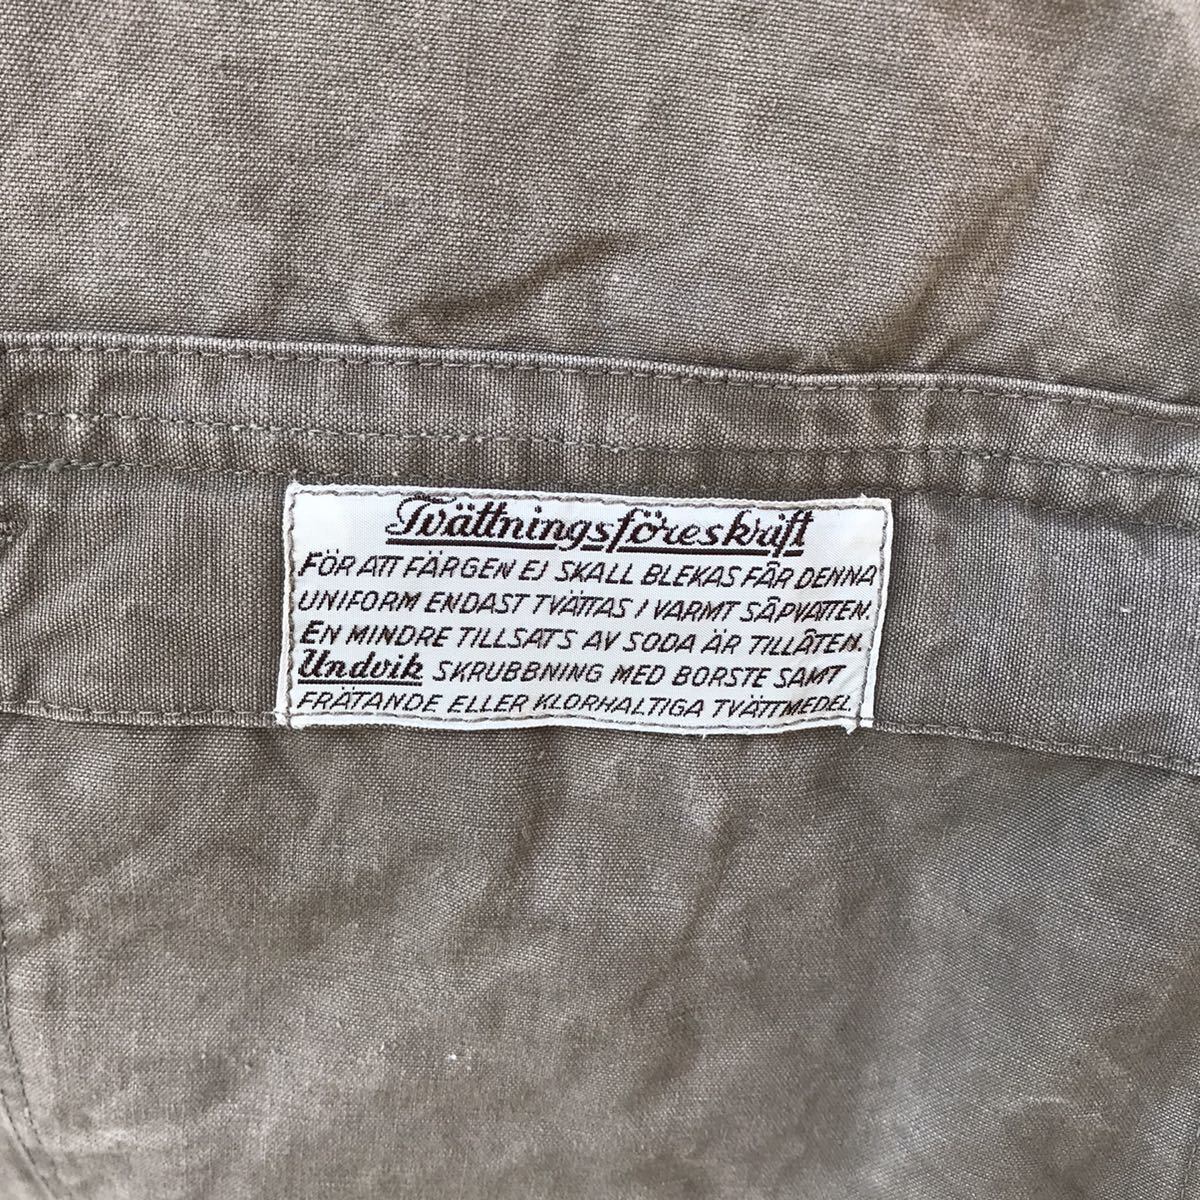 Tvättningsföreskrift
FÖR ATT FÄRGEN EJ SKALL BLEKAS FÅR DENNA
UNIFORM ENDAST TVÄTTAS I VARMT SÅPVATTEN.
EN MINDRE TILLSATS AV SODA ÄR TILLÅTEN.
Undvik SKRUBBNING MED BORSTE SAMT
FRÄTANDE ELLER KLORHALTIGA TVÄTTMEDEL.